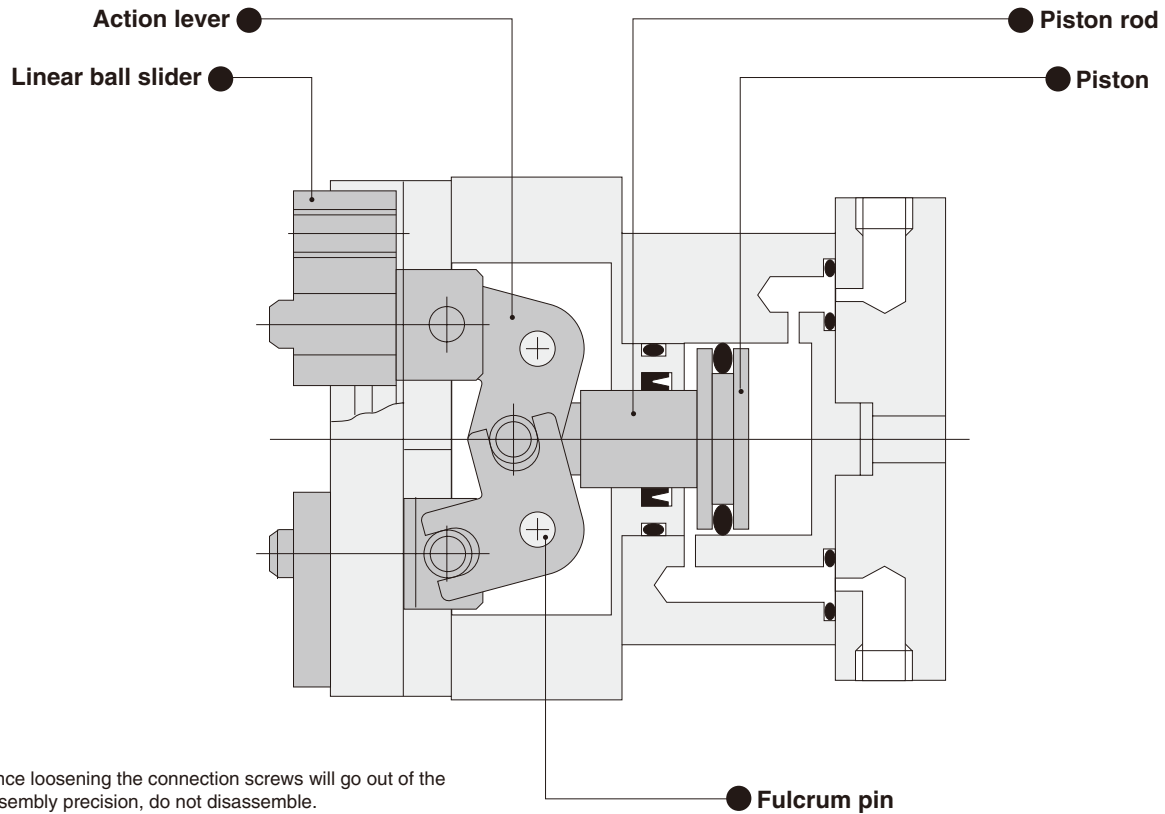 Action lever
Piston rod
Linear ball slider
Piston
nce loosening the connection screws will go out of the
sembly precision, do not disassemble.
Fulcrum pin